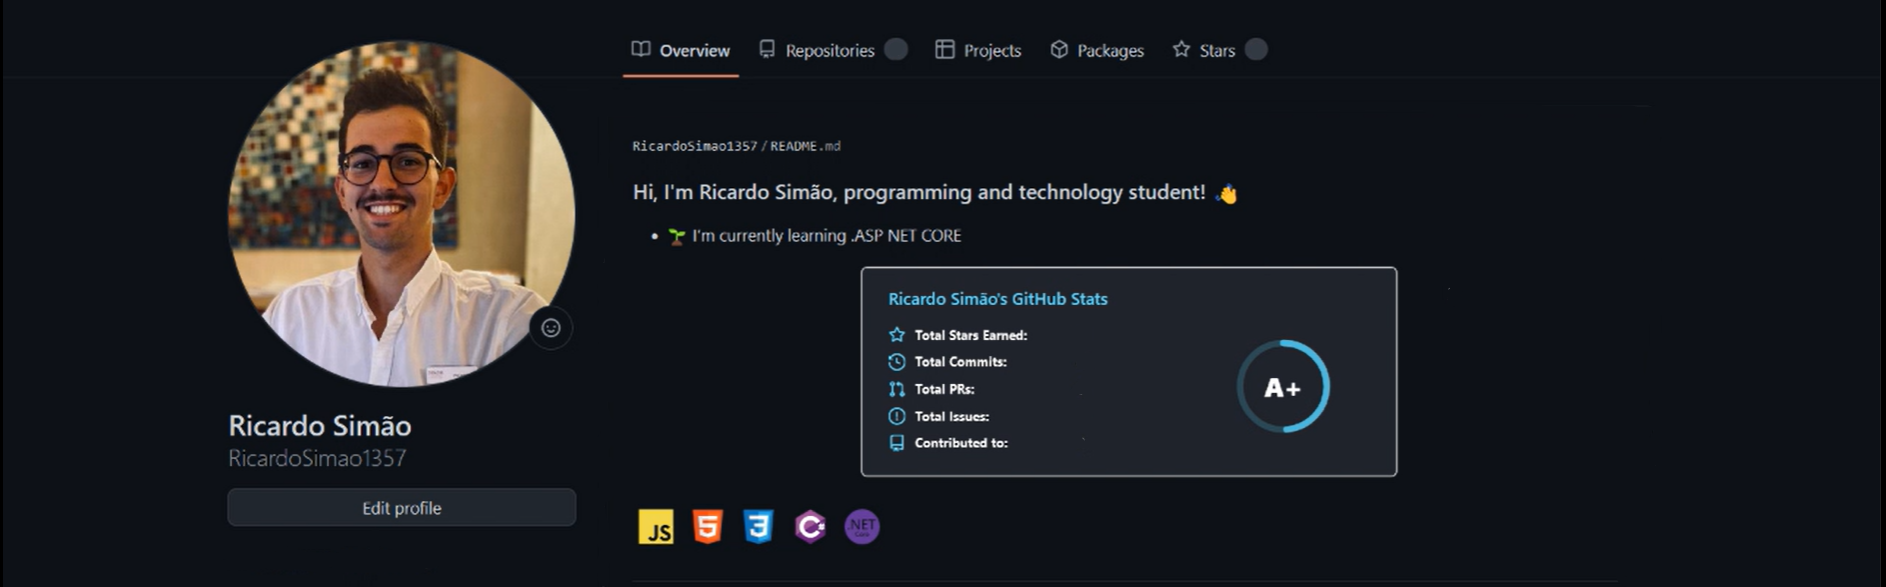 Overview Repositories Projects Packages Stars
RicardoSimao1357 / README.md
Hi, I'm Ricardo Simão, programming and technology student! 👋
• 🌱 I'm currently learning .ASP NET CORE
Ricardo Simão's GitHub Stats
Total Stars Earned:
Total Commits:
Total PRs:
Total Issues:
Contributed to:
A+
Ricardo Simão
RicardoSimao1357
Edit profile
JS 5 3 C# .NET Core